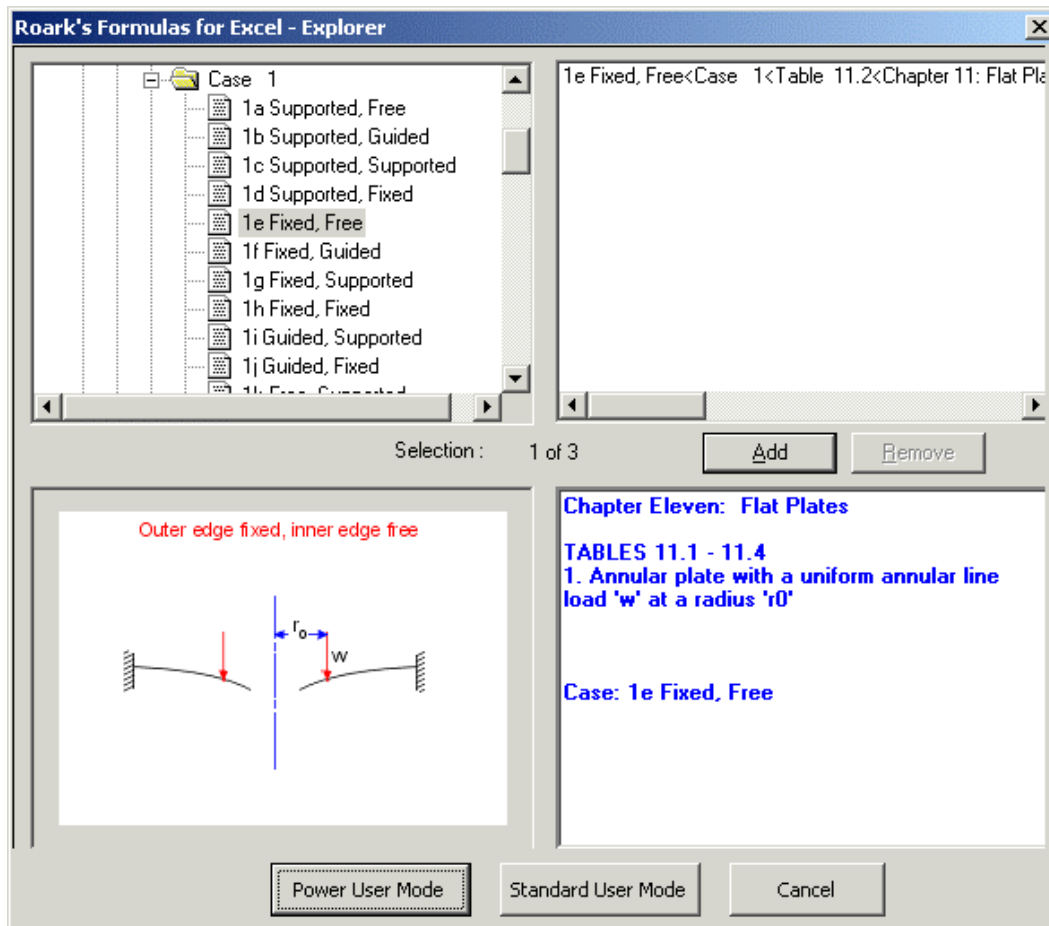 Roark's Formulas for Excel - Explorer
Case 1
1a Supported, Free
1b Supported, Guided
1c Supported, Supported
1d Supported, Fixed
1e Fixed, Free
1f Fixed, Guided
1g Fixed, Supported
1h Fixed, Fixed
1i Guided, Supported
1j Guided, Fixed
1e Fixed, Free<Case 1<Table 11.2<Chapter 11: Flat Pla
Selection : 1 of 3
Add
Remove
Outer edge fixed, inner edge free
ro
w
Chapter Eleven: Flat Plates
TABLES 11.1 - 11.4
1. Annular plate with a uniform annular line
load 'w' at a radius 'r0'
Case: 1e Fixed, Free
Power User Mode
Standard User Mode
Cancel